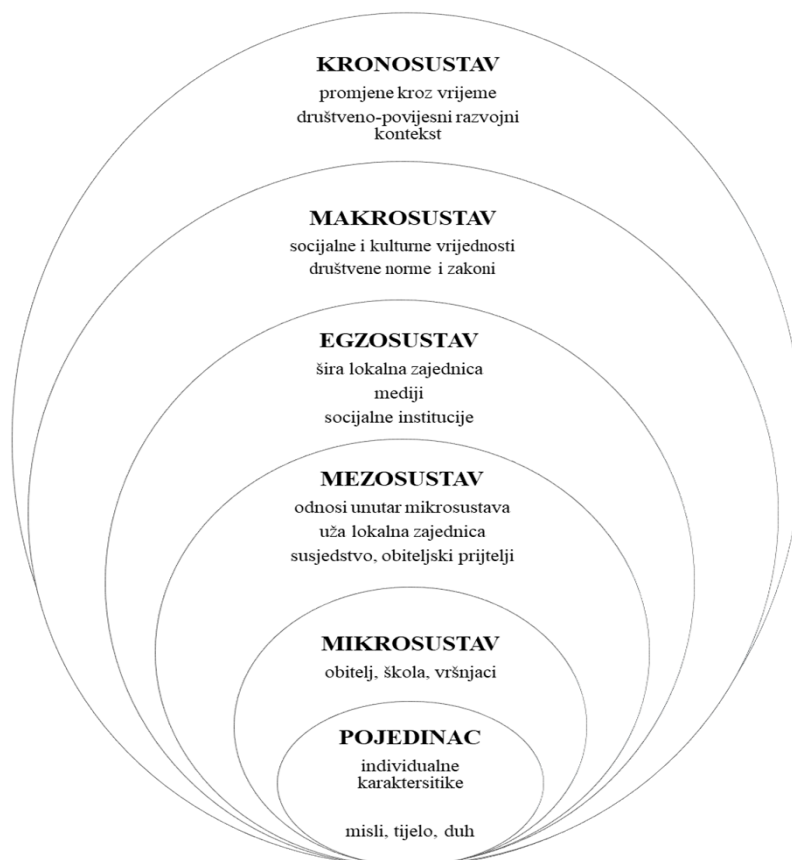 KRONOSUSTAV
promjene kroz vrijeme
društveno-povijesni razvojni
kontekst
MAKROSUSTAV
socijalne i kulturne vrijednosti
društvene norme i zakoni
EGZOSUSTAV
šira lokalna zajednica
mediji
socijalne institucije
MEZOSUSTAV
odnosi unutar mikrosustava
uža lokalna zajednica
susjedstvo, obiteljski prijtelji
MIKROSUSTAV
obitelj, škola, vršnjaci
POJEDINAC
individualne
karaktersitike
misli, tijelo, duh